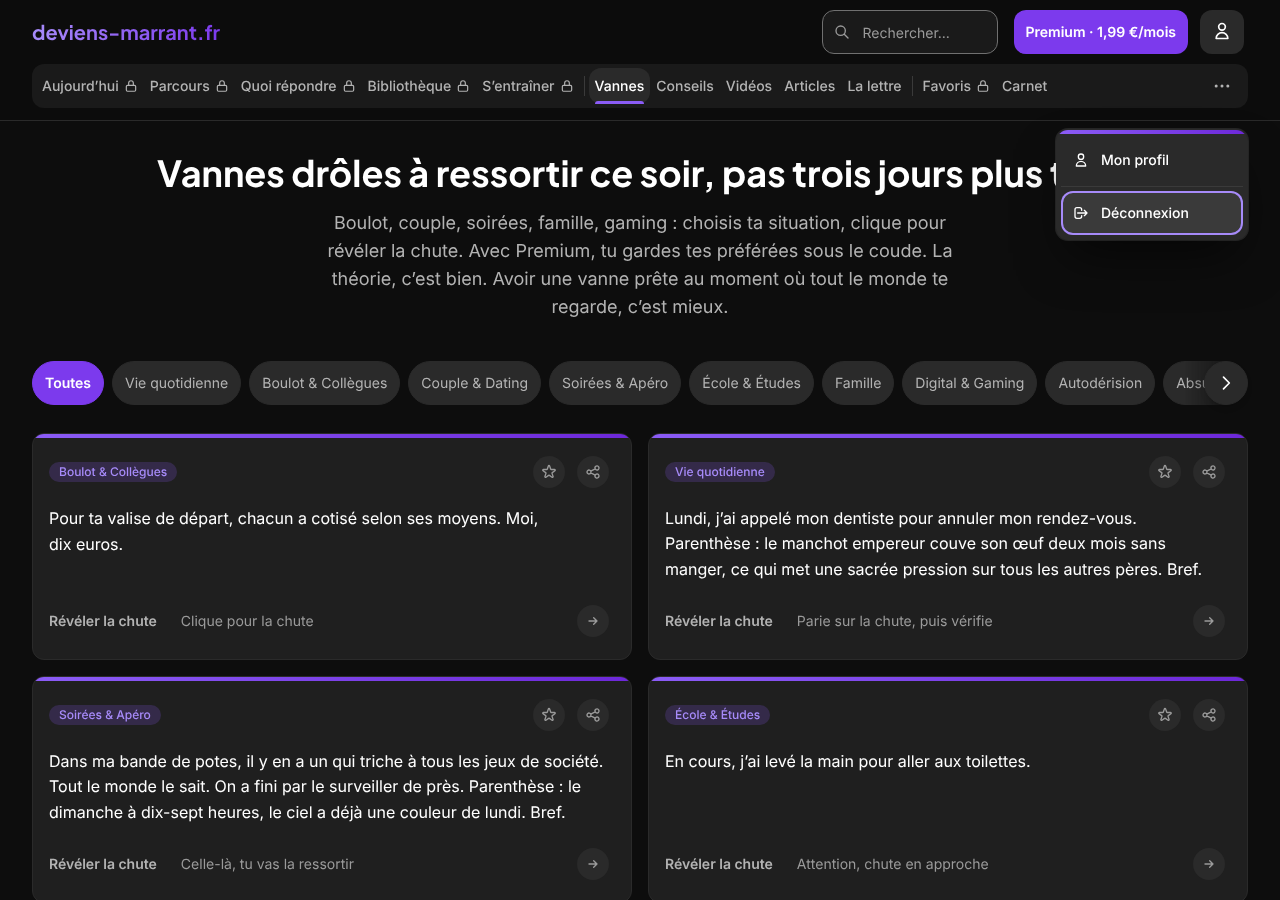 deviens-marrant.fr
Rechercher...
Premium · 1,99 €/mois
Aujourd’hui
Parcours
Quoi répondre
Bibliothèque
S’entraîner
Vannes
Conseils
Vidéos
Articles
La lettre
Favoris
Carnet
Mon profil
Déconnexion
Vannes drôles à ressortir ce soir, pas trois jours plus
Boulot, couple, soirées, famille, gaming : choisis ta situation, clique pour
révéler la chute. Avec Premium, tu gardes tes préférées sous le coude. La
théorie, c’est bien. Avoir une vanne prête au moment où tout le monde te
regarde, c’est mieux.
Toutes
Vie quotidienne
Boulot & Collègues
Couple & Dating
Soirées & Apéro
École & Études
Famille
Digital & Gaming
Autodérision
Boulot & Collègues
Pour ta valise de départ, chacun a cotisé selon ses moyens. Moi,
dix euros.
Révéler la chute
Clique pour la chute
Vie quotidienne
Lundi, j’ai appelé mon dentiste pour annuler mon rendez-vous.
Parenthèse : le manchot empereur couve son œuf deux mois sans
manger, ce qui met une sacrée pression sur tous les autres pères. Bref.
Révéler la chute
Parie sur la chute, puis vérifie
Soirées & Apéro
Dans ma bande de potes, il y en a un qui triche à tous les jeux de société.
Tout le monde le sait. On a fini par le surveiller de près. Parenthèse : le
dimanche à dix-sept heures, le ciel a déjà une couleur de lundi. Bref.
Révéler la chute
Celle-là, tu vas la ressortir
École & Études
En cours, j’ai levé la main pour aller aux toilettes.
Révéler la chute
Attention, chute en approche